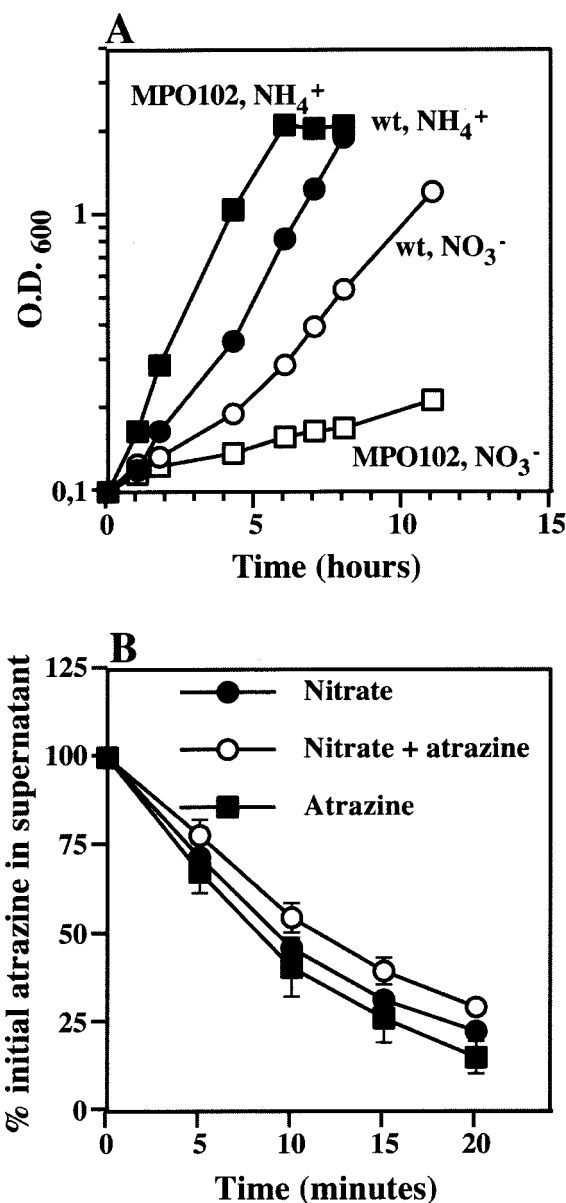 A
MPO102, NH4+
wt, NH4+
1
O.D. 600
wt, NO3-
MPO102, NO3-
0,1
0 5 10 15
Time (hours)
B
125
Nitrate
100
Nitrate + atrazine
Atrazine
75
50
25
0
% initial atrazine in supernatant
0 5 10 15 20
Time (minutes)